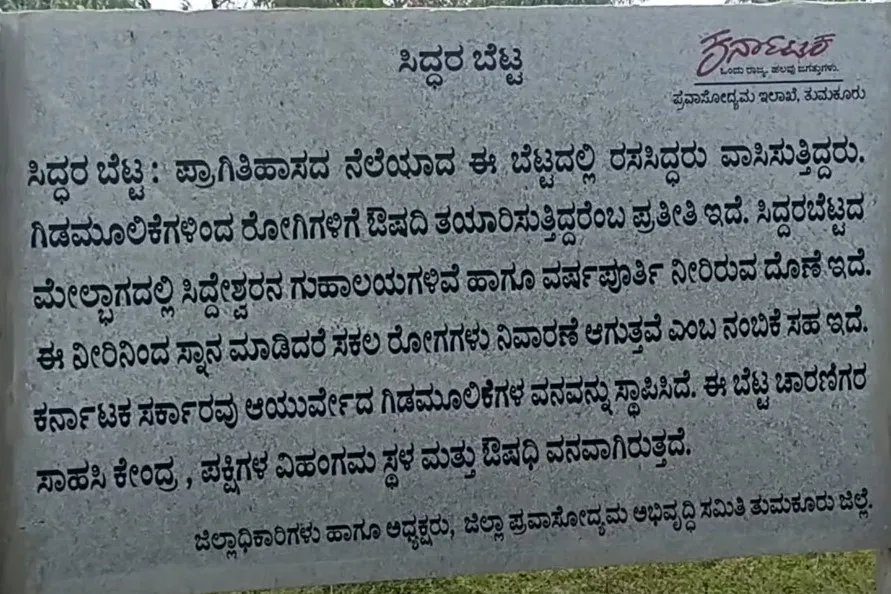 ಸಿದ್ಧರ ಬೆಟ್ಟ
ಕರ್ನಾಟಕ
ಒಂದು ರಾಜ್ಯ, ಹಲವು ಜಗತ್ತುಗಳು.
ಪ್ರವಾಸೋದ್ಯಮ ಇಲಾಖೆ, ತುಮಕೂರು
ಸಿದ್ಧರ ಬೆಟ್ಟ : ಪ್ರಾಗಿತಿಹಾಸದ ನೆಲೆಯಾದ ಈ ಬೆಟ್ಟದಲ್ಲಿ ರಸಸಿದ್ಧರು ವಾಸಿಸುತ್ತಿದ್ದರು.
ಗಿಡಮೂಲಿಕೆಗಳಿಂದ ರೋಗಿಗಳಿಗೆ ಔಷದಿ ತಯಾರಿಸುತ್ತಿದ್ದರೆಂಬ ಪ್ರತೀತಿ ಇದೆ. ಸಿದ್ದರಬೆಟ್ಟದ
ಮೇಲ್ಭಾಗದಲ್ಲಿ ಸಿದ್ದೇಶ್ವರನ ಗುಹಾಲಯಗಳಿವೆ ಹಾಗೂ ವರ್ಷಪೂರ್ತಿ ನೀರಿರುವ ದೊಣೆ ಇದೆ.
ಈ ನೀರಿನಿಂದ ಸ್ನಾನ ಮಾಡಿದರೆ ಸಕಲ ರೋಗಗಳು ನಿವಾರಣೆ ಆಗುತ್ತವೆ ಎಂಬ ನಂಬಿಕೆ ಸಹ ಇದೆ.
ಕರ್ನಾಟಕ ಸರ್ಕಾರವು ಆಯುರ್ವೇದ ಗಿಡಮೂಲಿಕೆಗಳ ವನವನ್ನು ಸ್ಥಾಪಿಸಿದೆ. ಈ ಬೆಟ್ಟ ಚಾರಣಿಗರ
ಸಾಹಸಿ ಕೇಂದ್ರ , ಪಕ್ಷಿಗಳ ವಿಹಂಗಮ ಸ್ಥಳ ಮತ್ತು ಔಷಧಿ ವನವಾಗಿರುತ್ತದೆ.
ಜಿಲ್ಲಾಧಿಕಾರಿಗಳು ಹಾಗೂ ಅಧ್ಯಕ್ಷರು, ಜಿಲ್ಲಾ ಪ್ರವಾಸೋದ್ಯಮ ಅಭಿವೃದ್ಧಿ ಸಮಿತಿ ತುಮಕೂರು ಜಿಲ್ಲೆ.